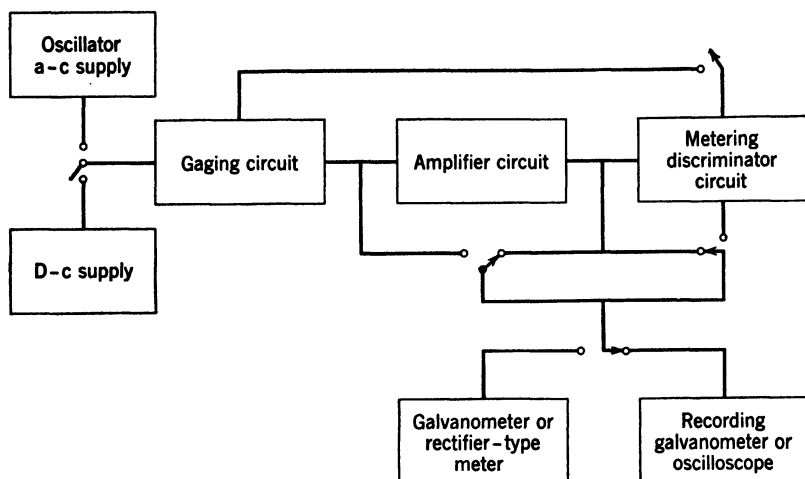 Oscillator
a-c supply
Gaging circuit
Amplifier circuit
Metering
discriminator
circuit
D-c supply
Galvanometer or
rectifier-type
meter
Recording
galvanometer or
oscilloscope